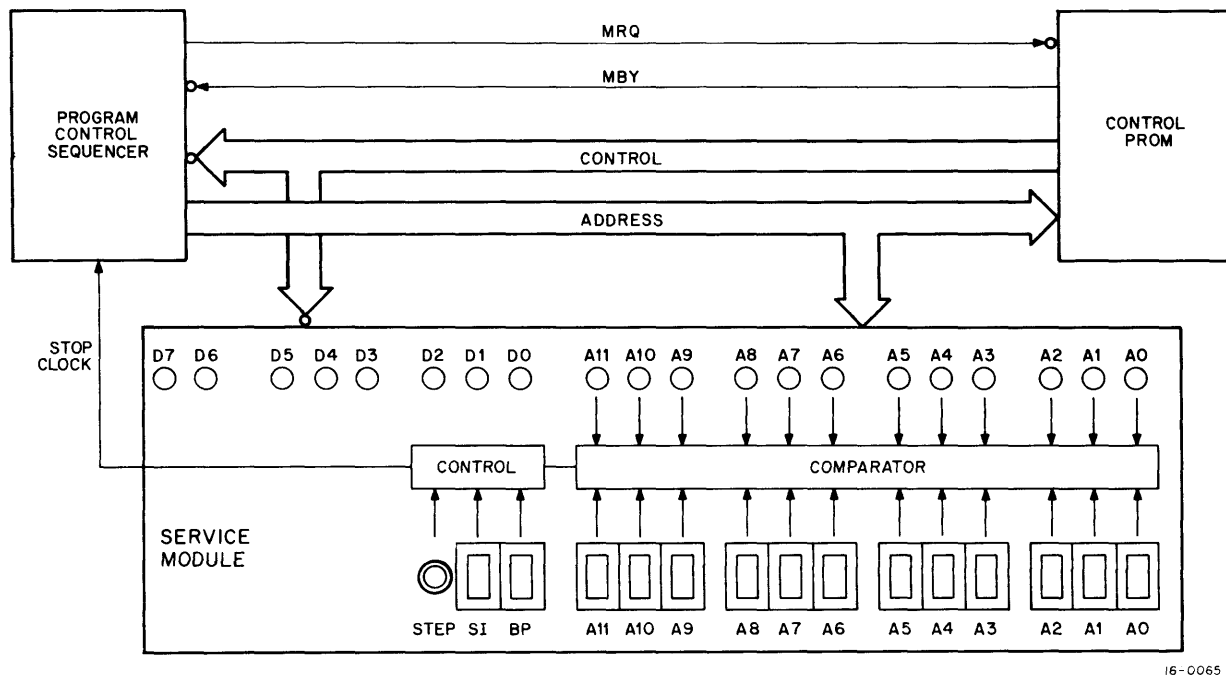 MRQ
MBY
PROGRAM
CONTROL
SEQUENCER
CONTROL
PROM
CONTROL
ADDRESS
STOP
CLOCK
D7 D6 D5 D4 D3 D2 D1 D0 A11 A10 A9 A8 A7 A6 A5 A4 A3 A2 A1 A0
CONTROL COMPARATOR
SERVICE
MODULE
STEP SI BP A11 A10 A9 A8 A7 A6 A5 A4 A3 A2 A1 A0
16-0065